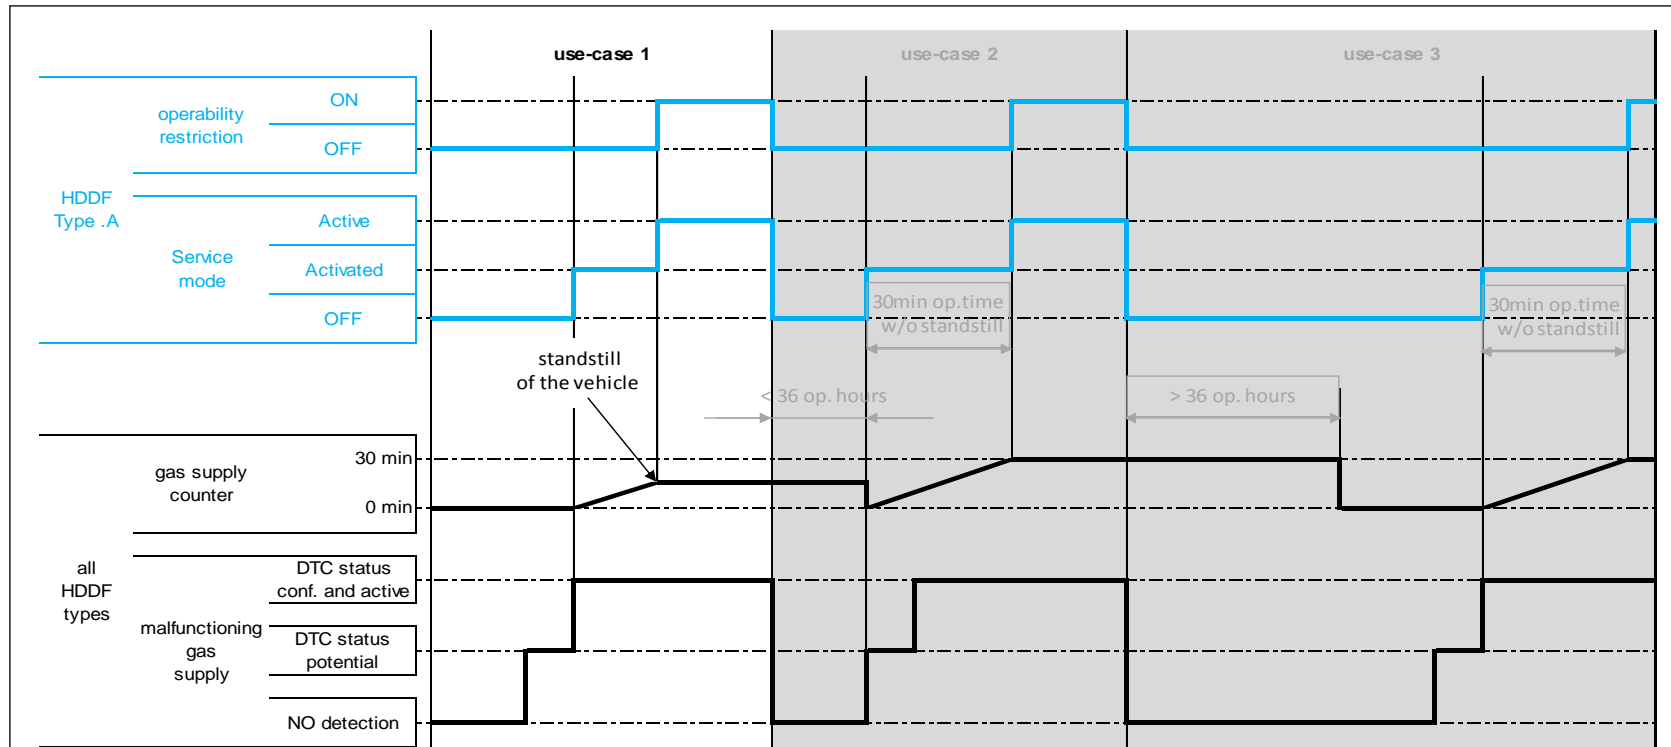 use-case 1
use-case 2
use-case 3
HDDF
Type .A
operability
restriction
ON
OFF
Service
mode
Active
Activated
OFF
30min op.time
w/o standstill
30min op.time
w/o standstill
standstill
of the vehicle
< 36 op. hours
> 36 op. hours
gas supply
counter
30 min
0 min
all
HDDF
types
malfunctioning
gas
supply
DTC status
conf. and active
DTC status
potential
NO detection